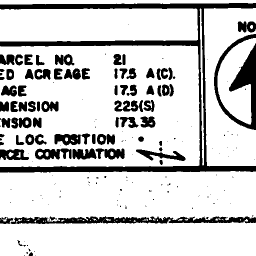 ARCEL NO. 21
ED ACREAGE 17.5 A(C).
AGE 17.5 A(D)
MENSION 225(S)
ENSION 173.35
E LOC. POSITION
RCEL CONTINUATION
NO